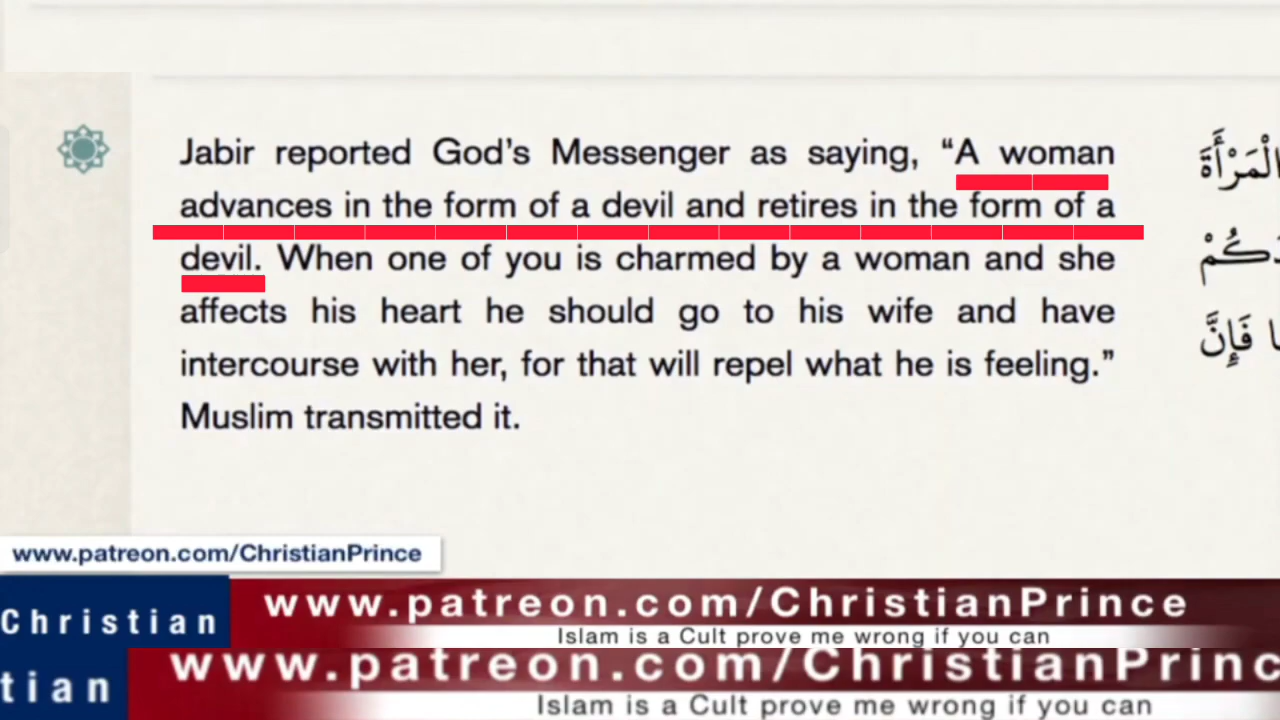 Jabir reported God's Messenger as saying, “A woman
advances in the form of a devil and retires in the form of a
devil. When one of you is charmed by a woman and she
affects his heart he should go to his wife and have
intercourse with her, for that will repel what he is feeling.”
Muslim transmitted it.
الْمَرْأَةَ
فَإِنَّ
www.patreon.com/ChristianPrince
Christian
www.patreon.com/ChristianPrince
Islam is a Cult prove me wrong if you can
tian
www.patreon.com/ChristianPrinc
Islam is a Cult prove me wrong if you can